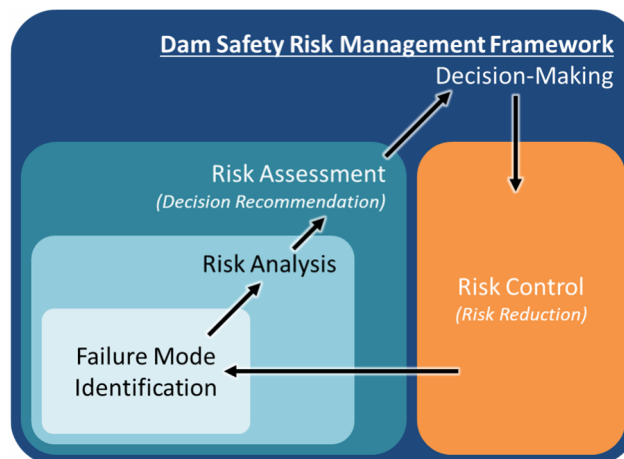 Dam Safety Risk Management Framework
Decision-Making
Risk Assessment
(Decision Recommendation)
Risk Analysis
Failure Mode
Identification
Risk Control
(Risk Reduction)